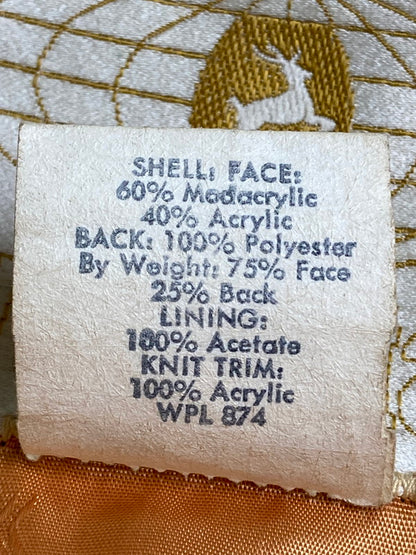 SHELL: FACE:
60% Modacrylic
40% Acrylic
BACK: 100% Polyester
By Weight: 75% Face
25% Back
LINING:
100% Acetate
KNIT TRIM:
100% Acrylic
WPL 874